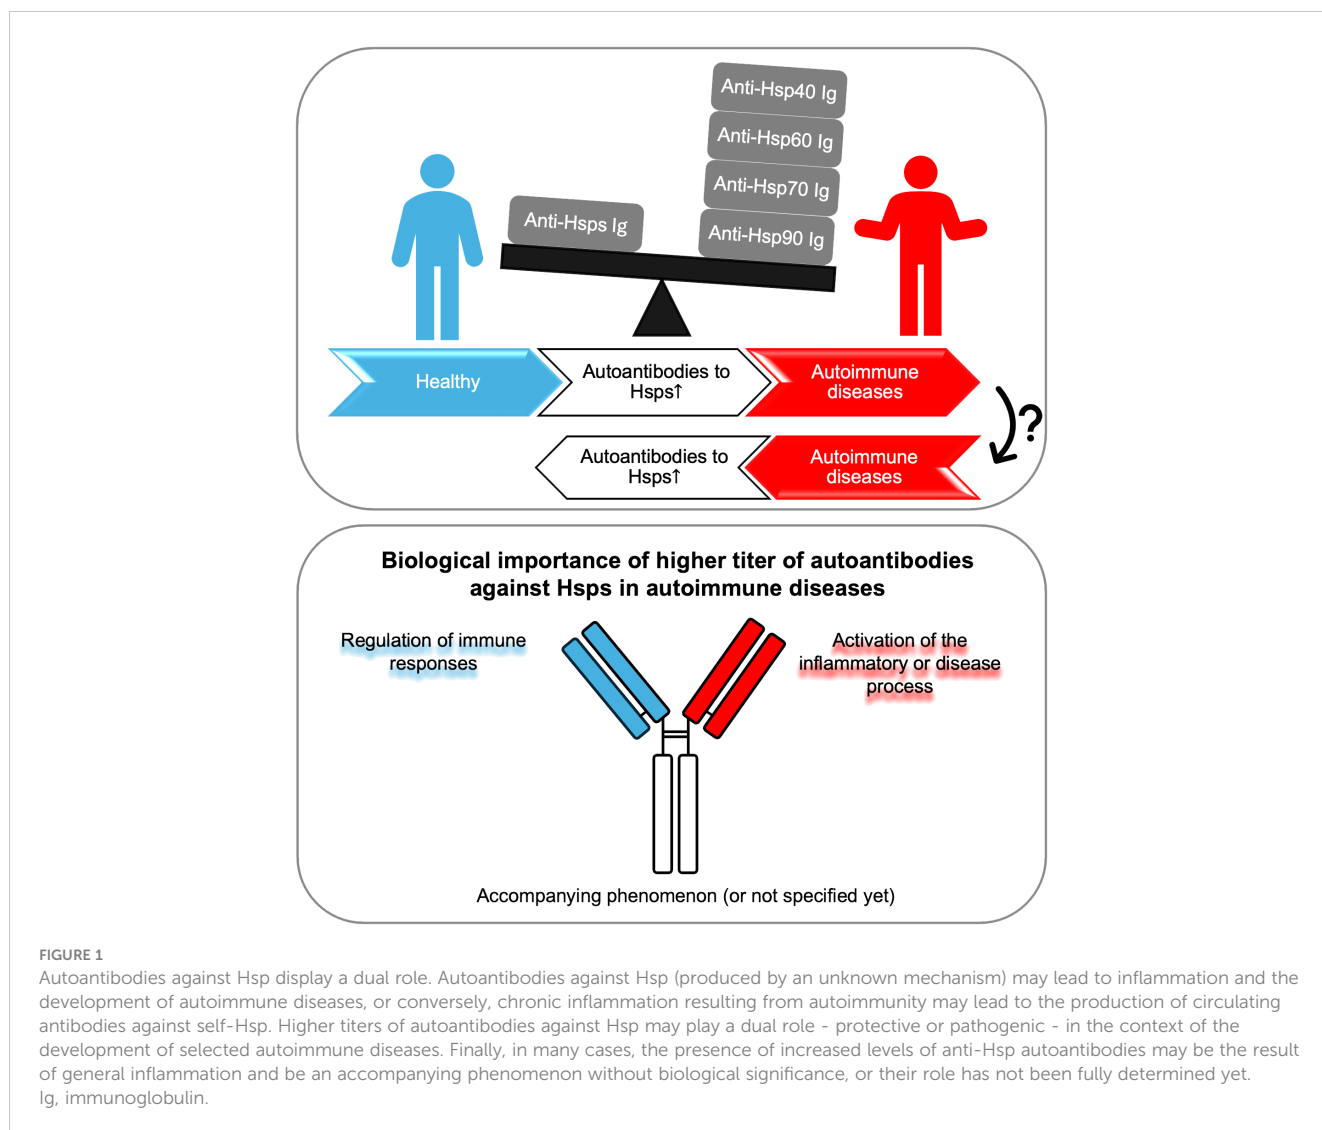 Anti-Hsp40 Ig
Anti-Hsp60 Ig
Anti-Hsp70 Ig
Anti-Hsps Ig
Anti-Hsp90 Ig
Healthy
Autoantibodies to
Hsps↑
Autoimmune
diseases
?
Autoantibodies to
Hsps↑
Autoimmune
diseases
Biological importance of higher titer of autoantibodies
against Hsps in autoimmune diseases
Regulation of immune
responses
Activation of the
inflammatory or disease
process
Accompanying phenomenon (or not specified yet)
FIGURE 1
Autoantibodies against Hsp display a dual role. Autoantibodies against Hsp (produced by an unknown mechanism) may lead to inflammation and the
development of autoimmune diseases, or conversely, chronic inflammation resulting from autoimmunity may lead to the production of circulating
antibodies against self-Hsp. Higher titers of autoantibodies against Hsp may play a dual role - protective or pathogenic - in the context of the
development of selected autoimmune diseases. Finally, in many cases, the presence of increased levels of anti-Hsp autoantibodies may be the result
of general inflammation and be an accompanying phenomenon without biological significance, or their role has not been fully determined yet.
Ig, immunoglobulin.